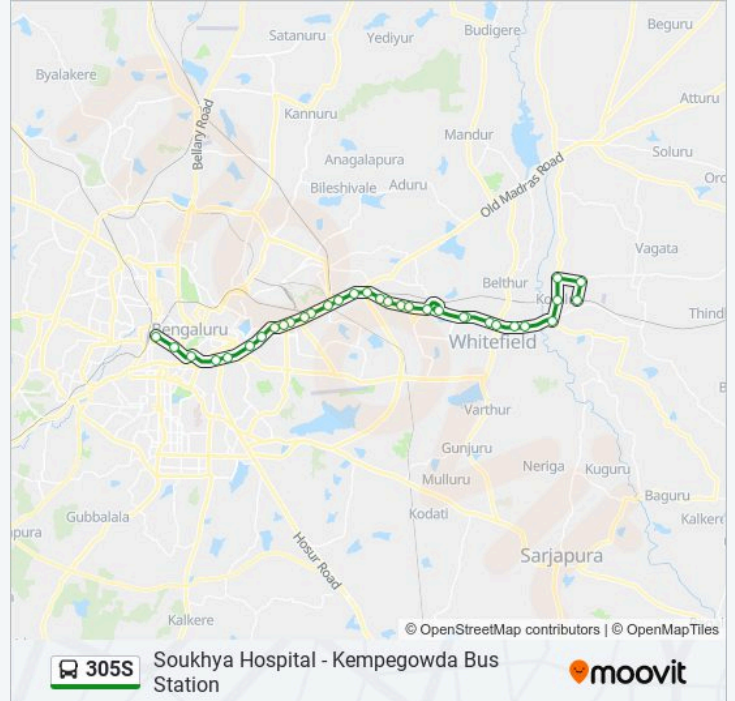 Satanuru
Yediyur
Budigere
Beguru
Byalakere
Atturu
Kannuru
Bellary Road
Mandur
Anagalapura
Soluru
Bileshivale
Aduru
Old Madras Road
Vagata
Belthur
Bengaluru
Whitefield
Varthur
Gunjuru
Neriga
Kuguru
Mulluru
Baguru
Gubbalala
Kodati
Hosur Road
Sarjapura
Kalkere
© OpenStreetMap contributors | © OpenMapTiles
305S
Soukhya Hospital - Kempegowda Bus
Station
moovit